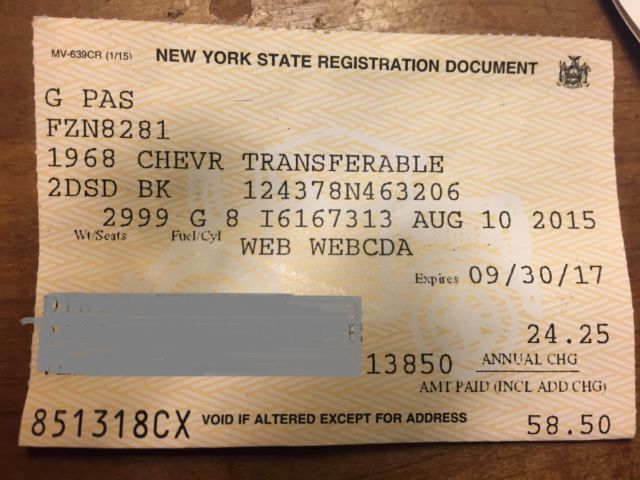 MV-639CR (1/15) NEW YORK STATE REGISTRATION DOCUMENT
G PAS
FZN8281
1968 CHEVR TRANSFERABLE
2DSD BK 124378N463206
2999 G 8 I6167313 AUG 10 2015
Wt/Seats Fuel/Cyl WEB WEBCDA
Expires 09/30/17
24.25
13850 ANNUAL CHG
AMT PAID (INCL ADD CHG)
851318CX VOID IF ALTERED EXCEPT FOR ADDRESS 58.50